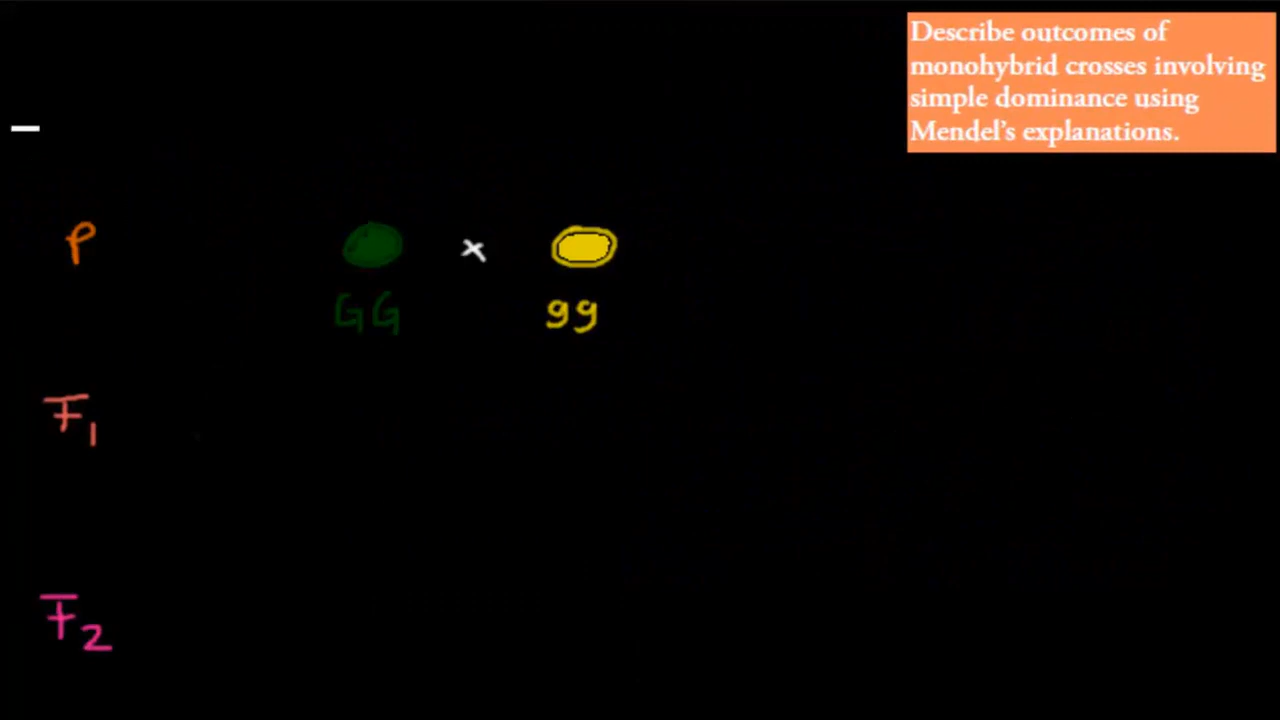 Describe outcomes of
monohybrid crosses involving
simple dominance using
Mendel's explanations.
P
x
GG gg
F1
F2